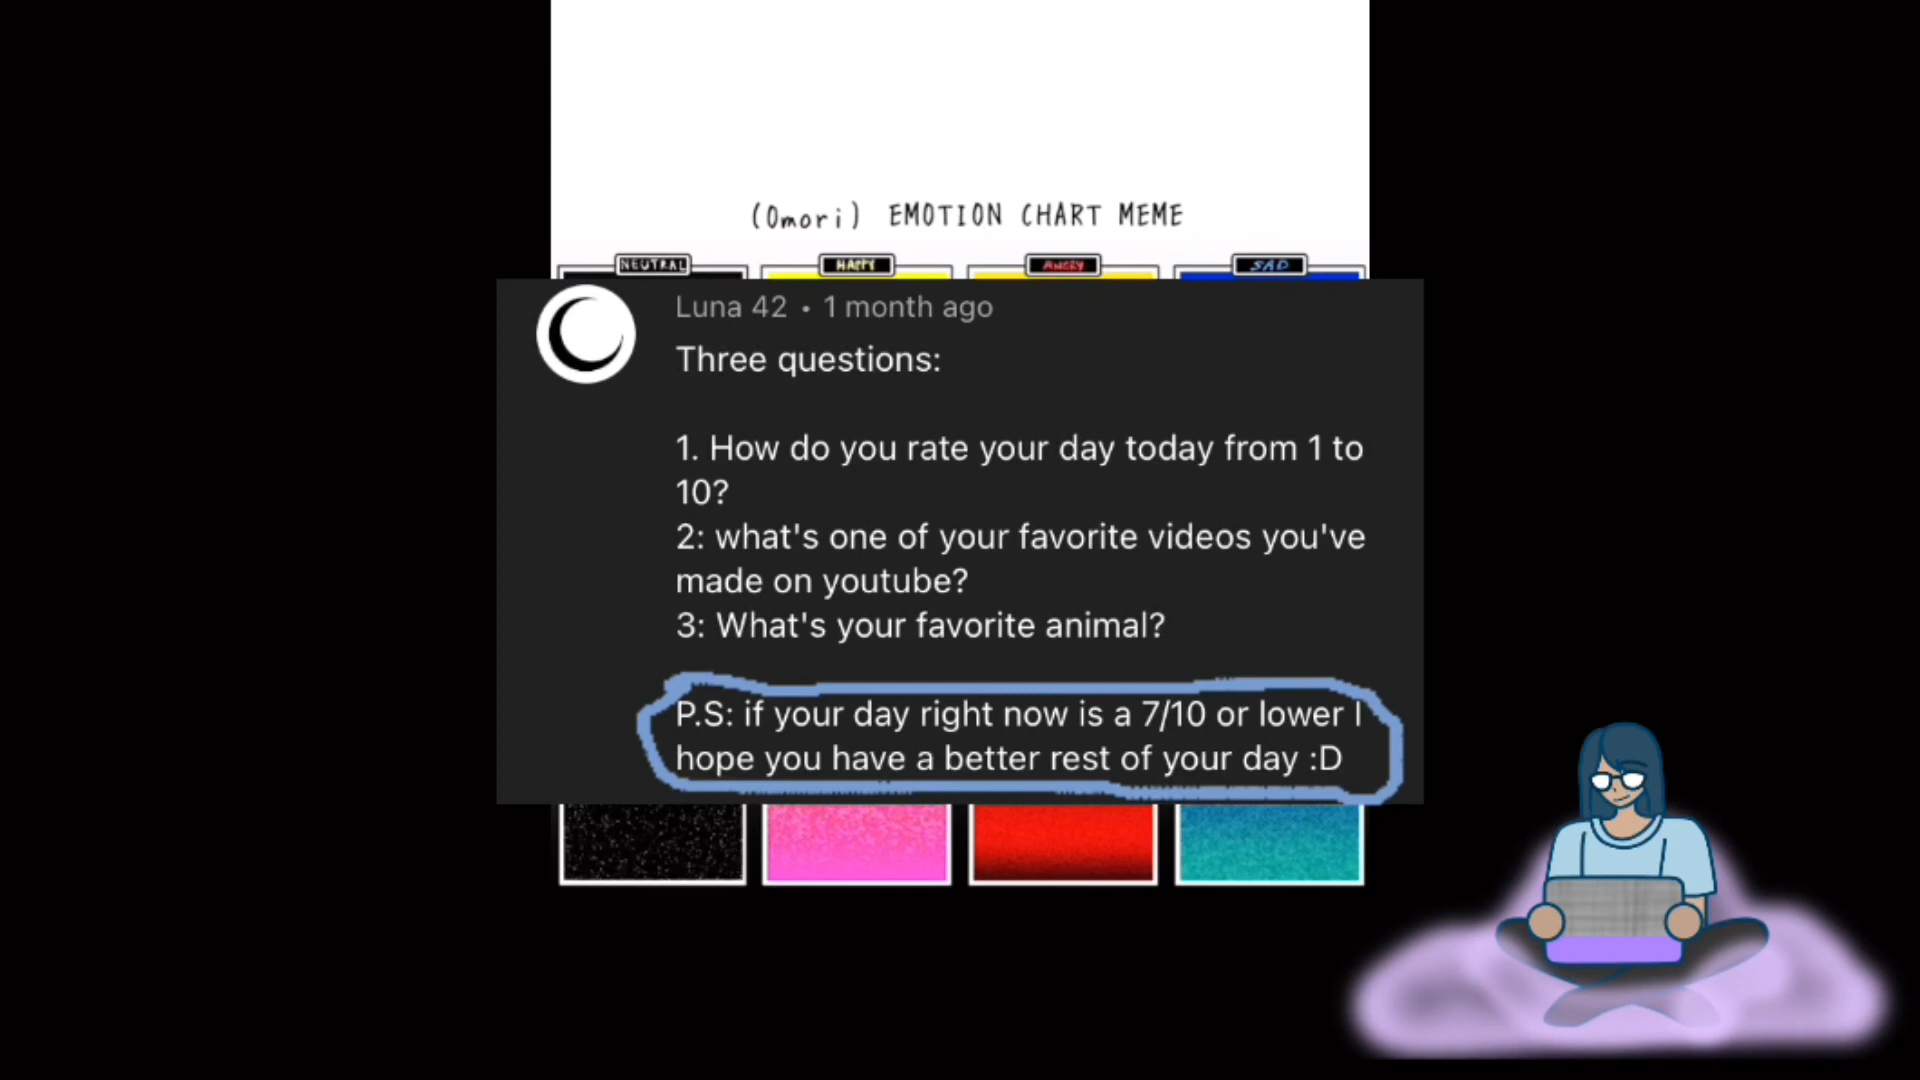 (Omori) EMOTION CHART MEME
NEUTRAL HAPPY ANGRY SAD
Luna 42 • 1 month ago
Three questions:
1. How do you rate your day today from 1 to
10?
2: what's one of your favorite videos you've
made on youtube?
3: What's your favorite animal?
P.S: if your day right now is a 7/10 or lower I
hope you have a better rest of your day :D